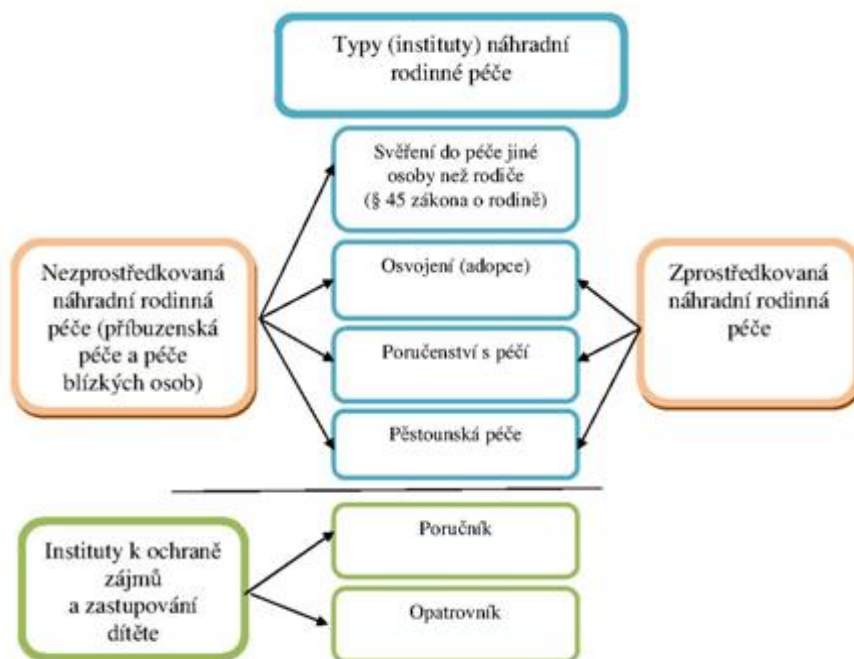 Typy (instituty) náhradní
rodinné péče
Svěření do péče jiné
osoby než rodiče
(§ 45 zákona o rodině)
Nezprostředkovaná
náhradní rodinná
péče (příbuzenská
péče a péče
blízkých osob)
Osvojení (adopce)
Poručenství s péčí
Pěstounská péče
Zprostředkovaná
náhradní rodinná
péče
Instituty k ochraně
zájmů
a zastupování
dítěte
Poručník
Opatrovník